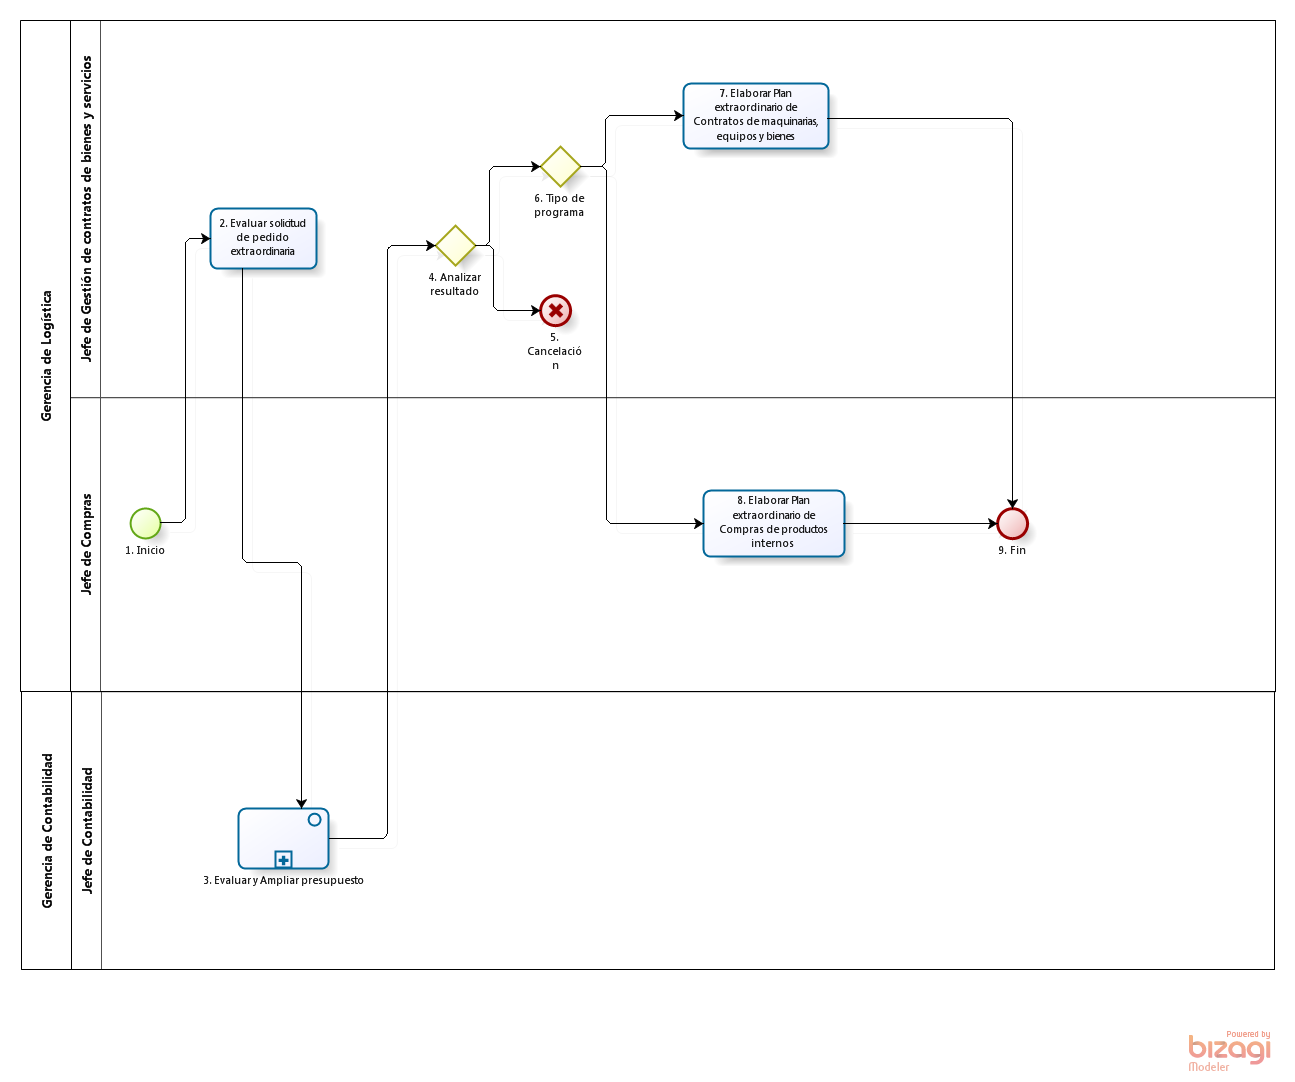 Gerencia de Logística
Jefe de Gestión de contratos de bienes y servicios
7. Elaborar Plan
extraordinario de
Contratos de maquinarias,
equipos y bienes
6. Tipo de
programa
2. Evaluar solicitud
de pedido
extraordinaria
4. Analizar
resultado
5.
Cancelació
n
Jefe de Compras
1. Inicio
8. Elaborar Plan
extraordinario de
Compras de productos
internos
9. Fin
Gerencia de Contabilidad
Jefe de Contabilidad
3. Evaluar y Ampliar presupuesto
Powered by
bizagi
Modeler